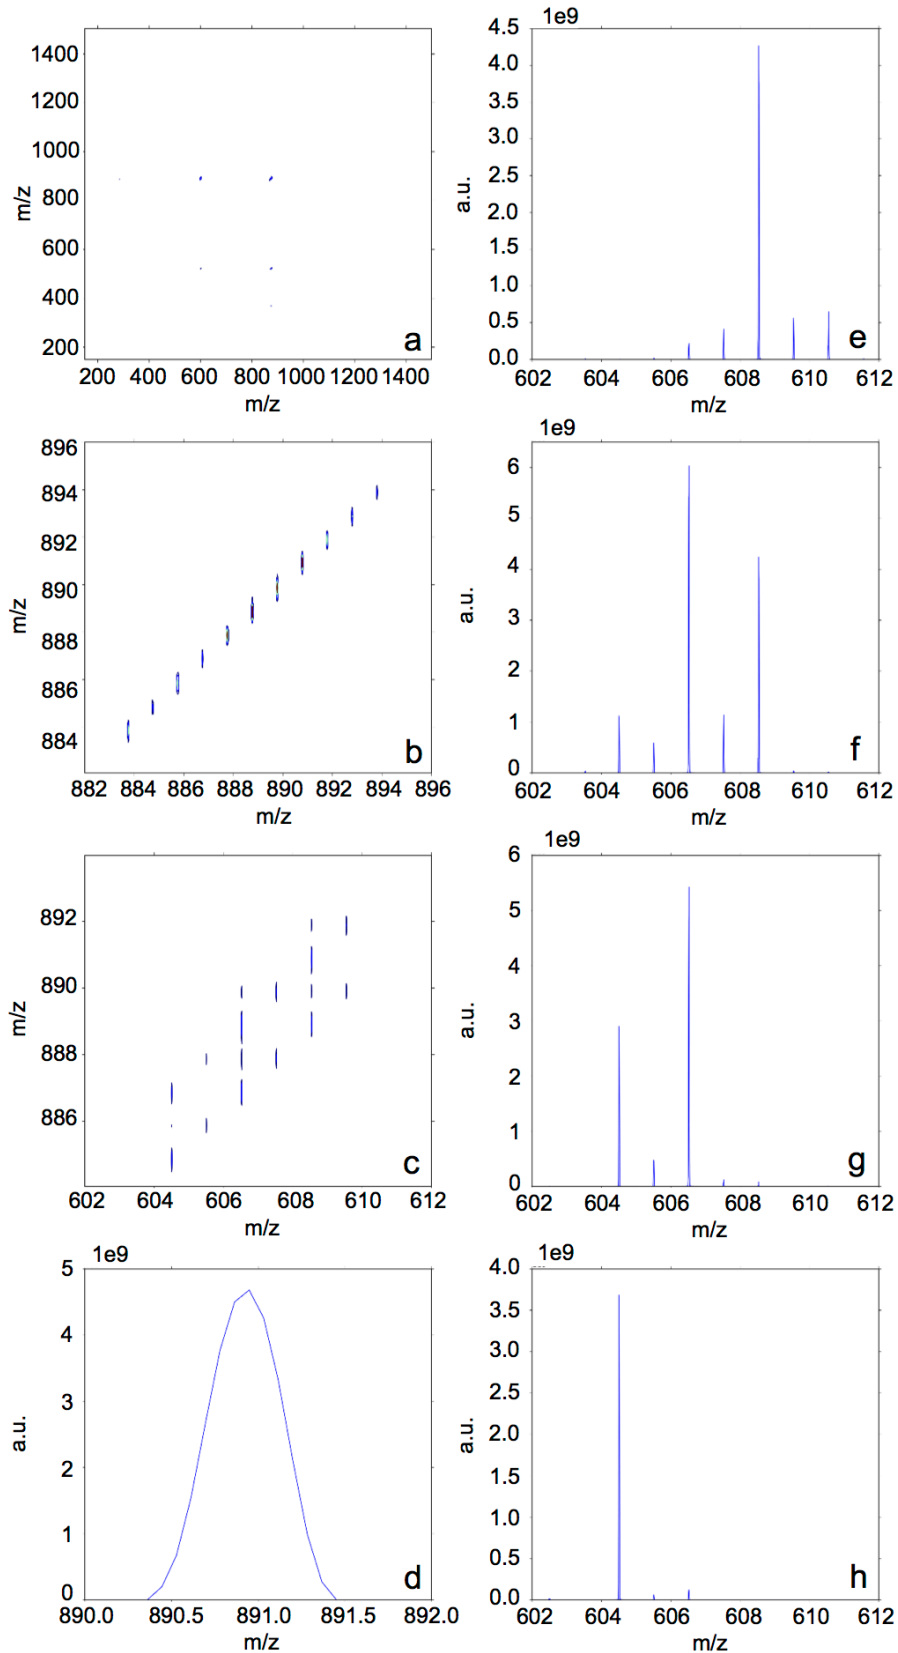 1400
1200
1000
800
600
400
200
m/z
200 400 600 800 1000 1200 1400
m/z
a
1e9
4.5
4.0
3.5
3.0
2.5
2.0
1.5
1.0
0.5
0.0
a.u.
602 604 606 608 610 612
m/z
e
896
894
892
890
888
886
884
m/z
882 884 886 888 890 892 894 896
m/z
b
1e9
6
5
4
3
2
1
0
a.u.
602 604 606 608 610 612
m/z
f
892
890
888
886
m/z
602 604 606 608 610 612
m/z
c
1e9
6
5
4
3
2
1
0
a.u.
602 604 606 608 610 612
m/z
g
1e9
5
4
3
2
1
0
a.u.
890.0 890.5 891.0 891.5 892.0
m/z
d
1e9
4.0
3.5
3.0
2.5
2.0
1.5
1.0
0.5
0.0
a.u.
602 604 606 608 610 612
m/z
h